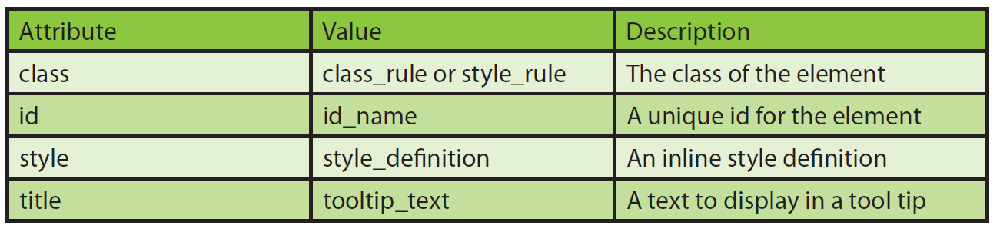 Attribute Value Description
class class_rule or style_rule The class of the element
id id_name A unique id for the element
style style_definition An inline style definition
title tooltip_text A text to display in a tool tip